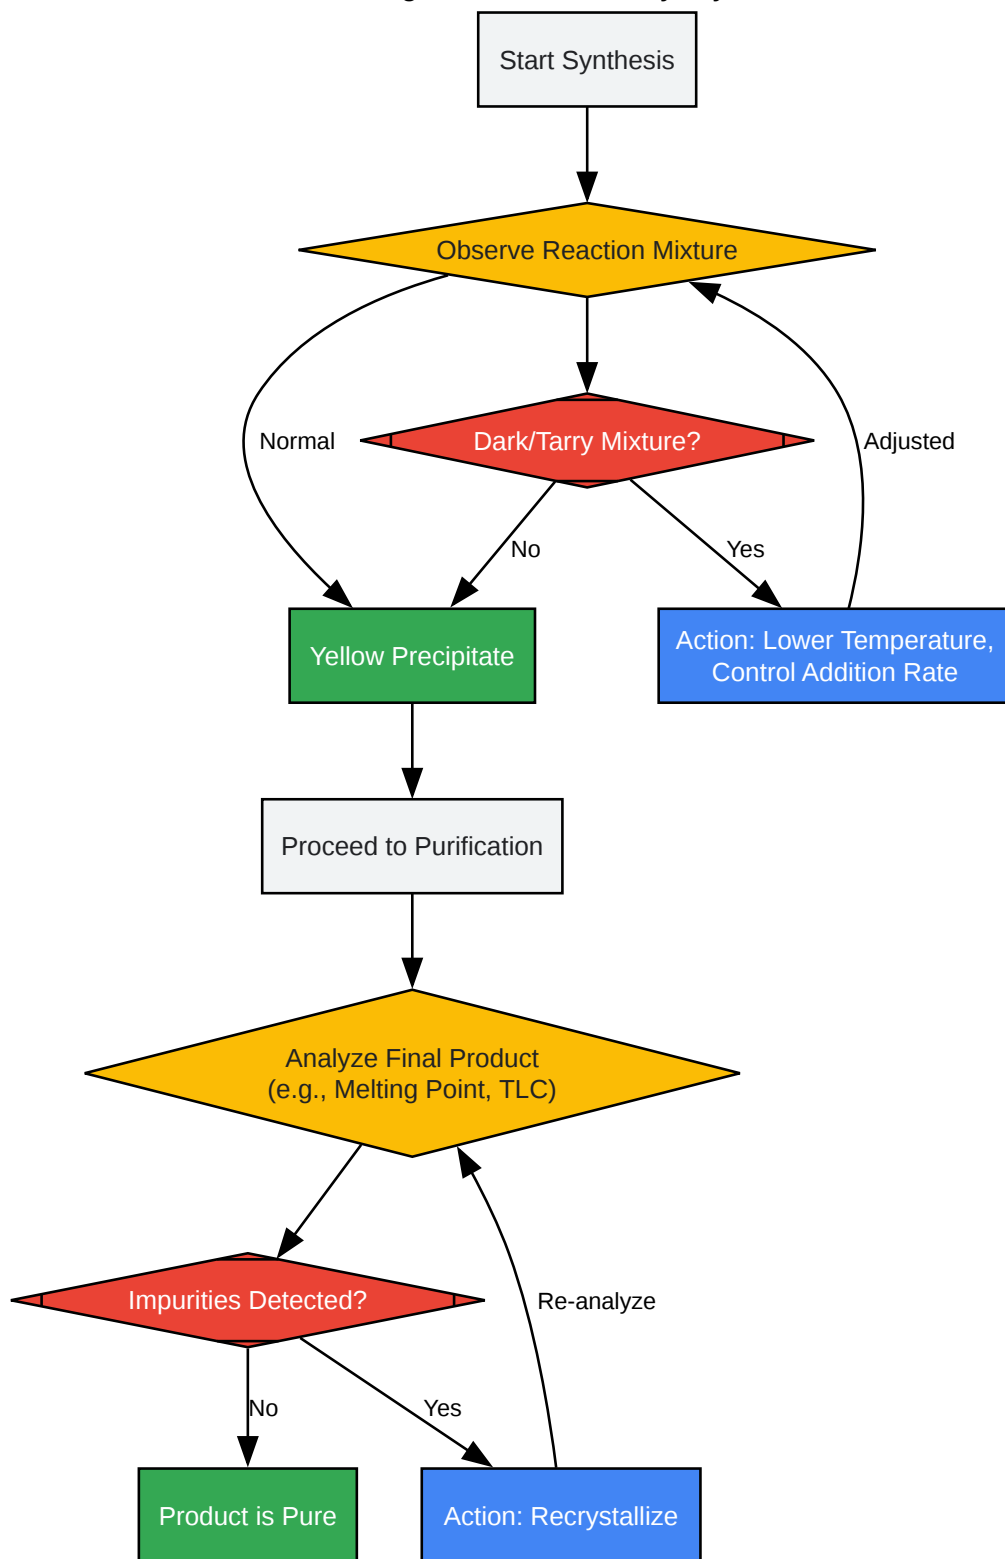 Start Synthesis
Observe Reaction Mixture
Normal
Dark/Tarry Mixture?
Adjusted
No
Yes
Yellow Precipitate
Action: Lower Temperature,
Control Addition Rate
Proceed to Purification
Analyze Final Product
(e.g., Melting Point, TLC)
Impurities Detected?
Re-analyze
No
Yes
Product is Pure
Action: Recrystallize